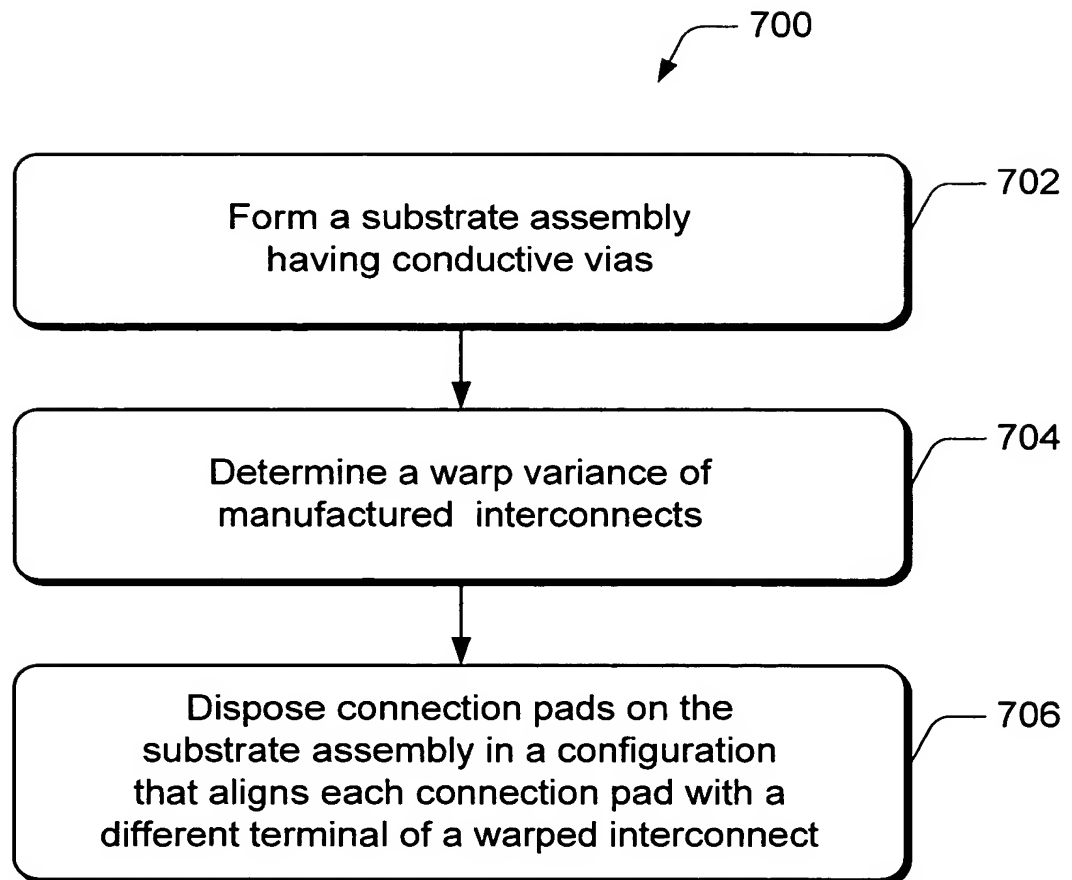 700
702
Form a substrate assembly
having conductive vias
704
Determine a warp variance of
manufactured interconnects
706
Dispose connection pads on the
substrate assembly in a configuration
that aligns each connection pad with a
different terminal of a warped interconnect